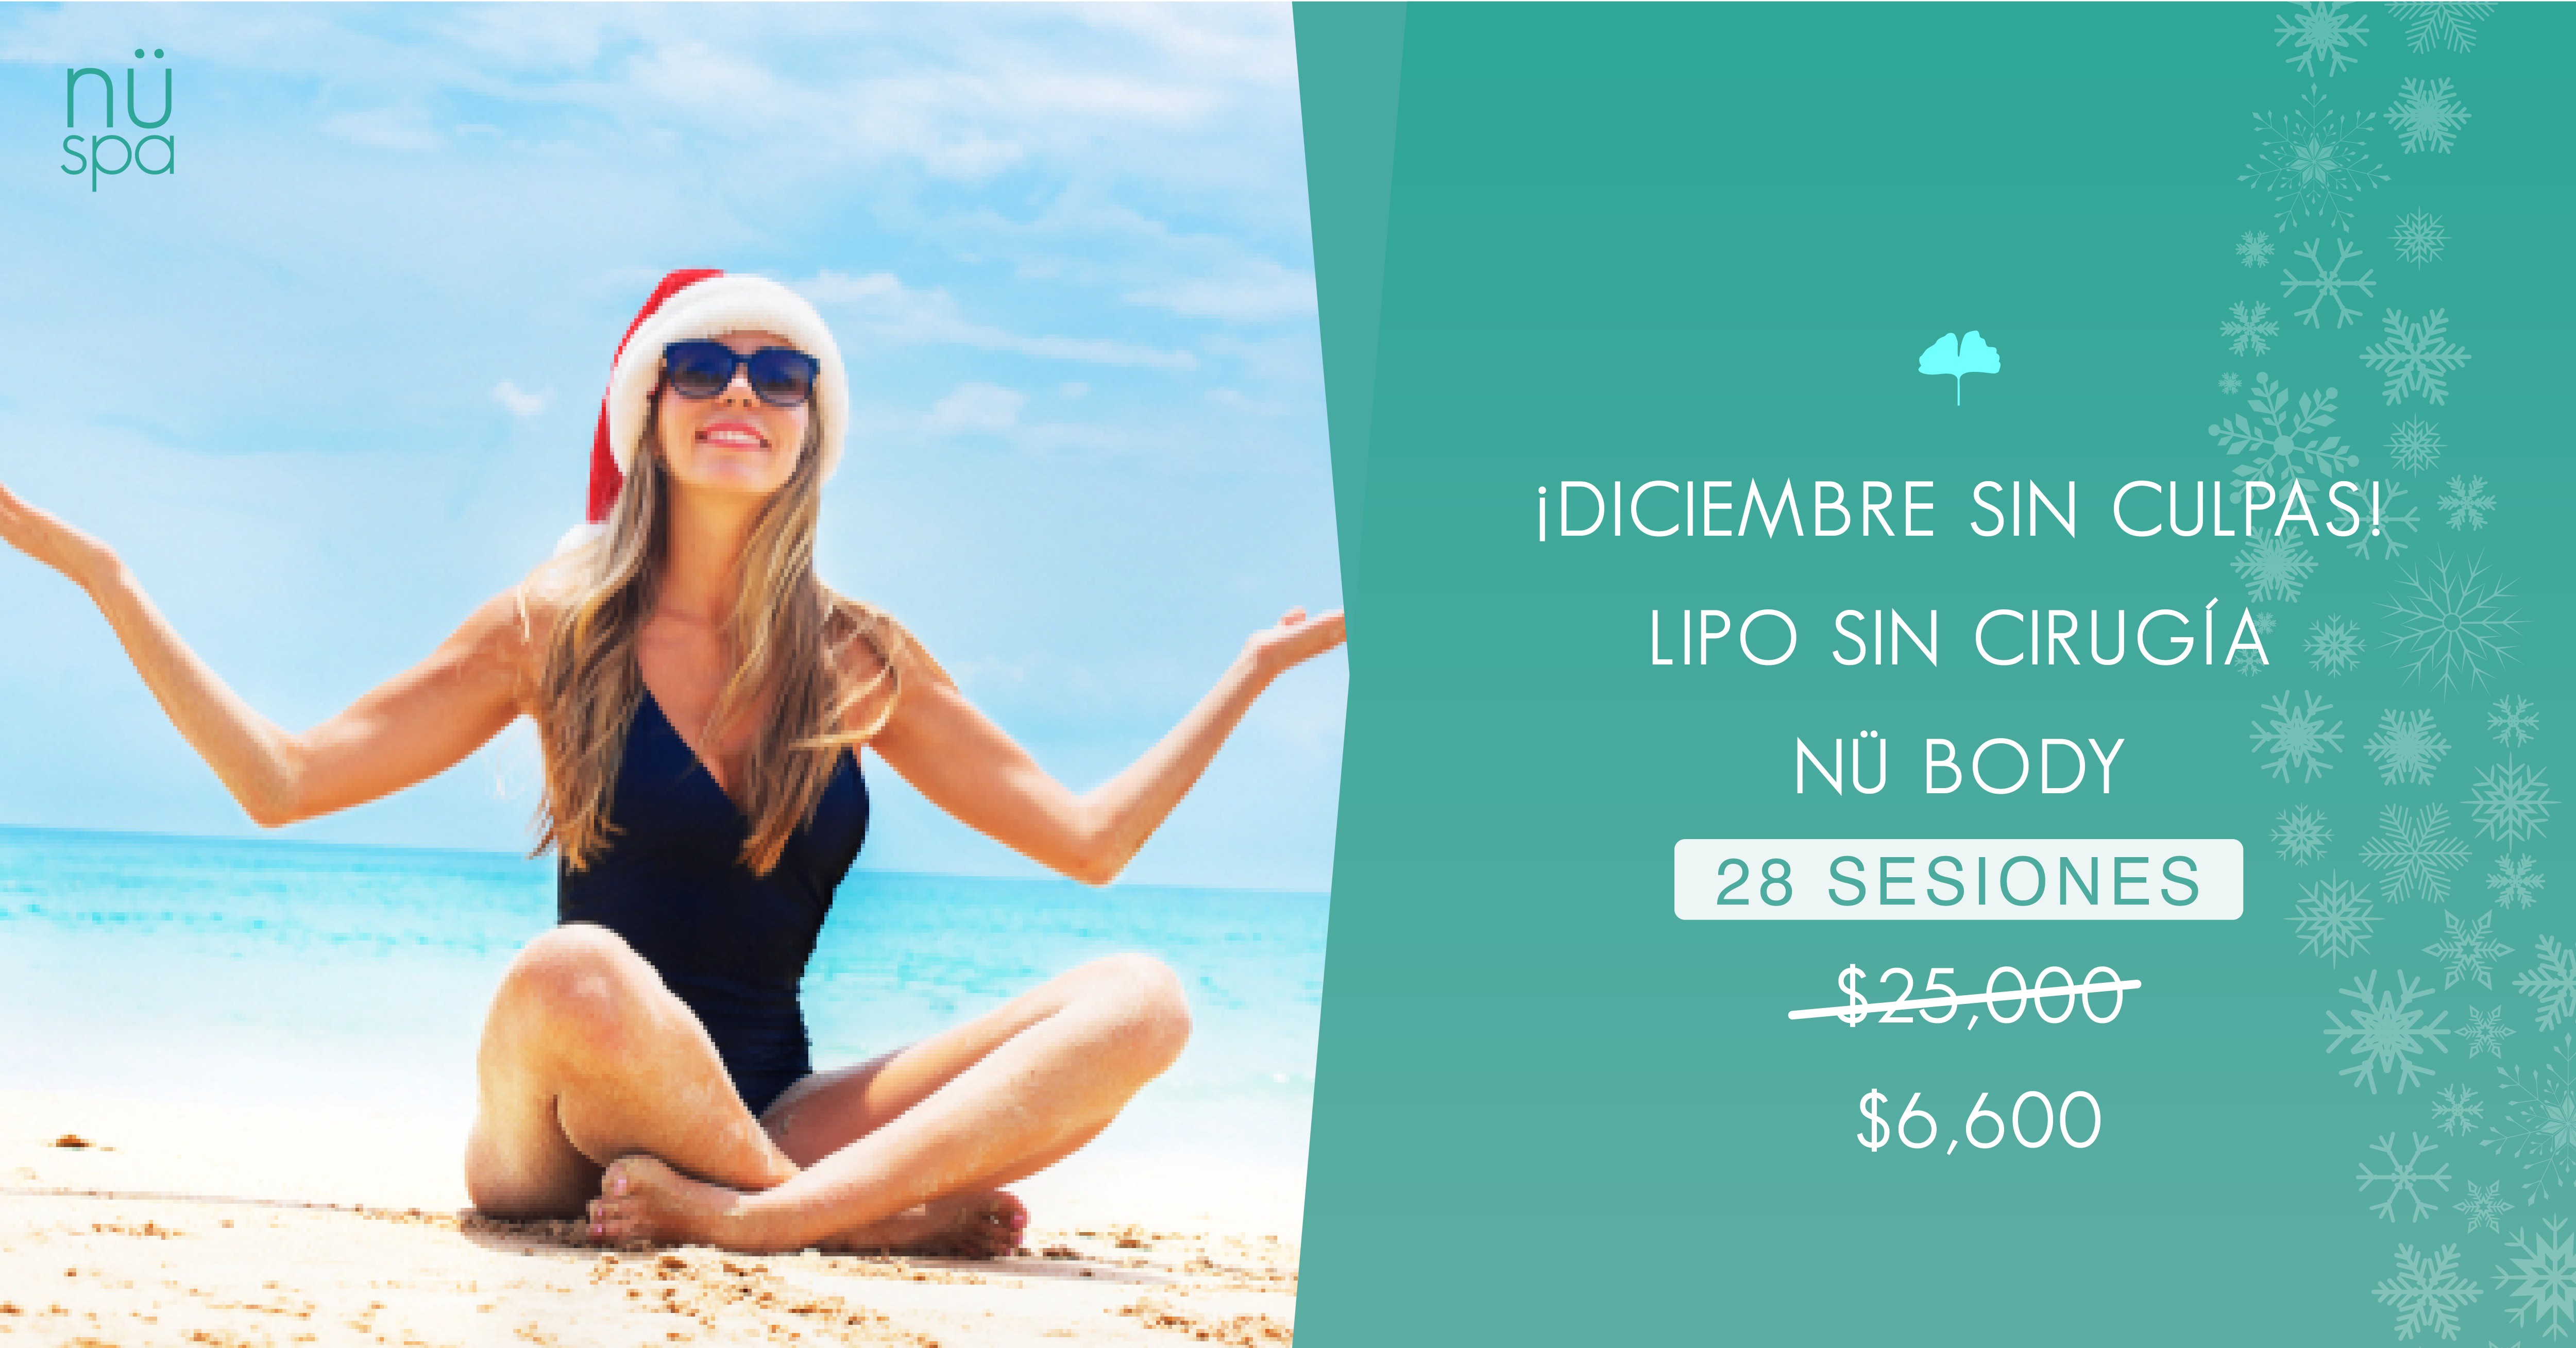 nü
spa
¡DICIEMBRE SIN CULPAS!
LIPO SIN CIRUGÍA
NÜ BODY
28 SESIONES
$25,000
$6,600